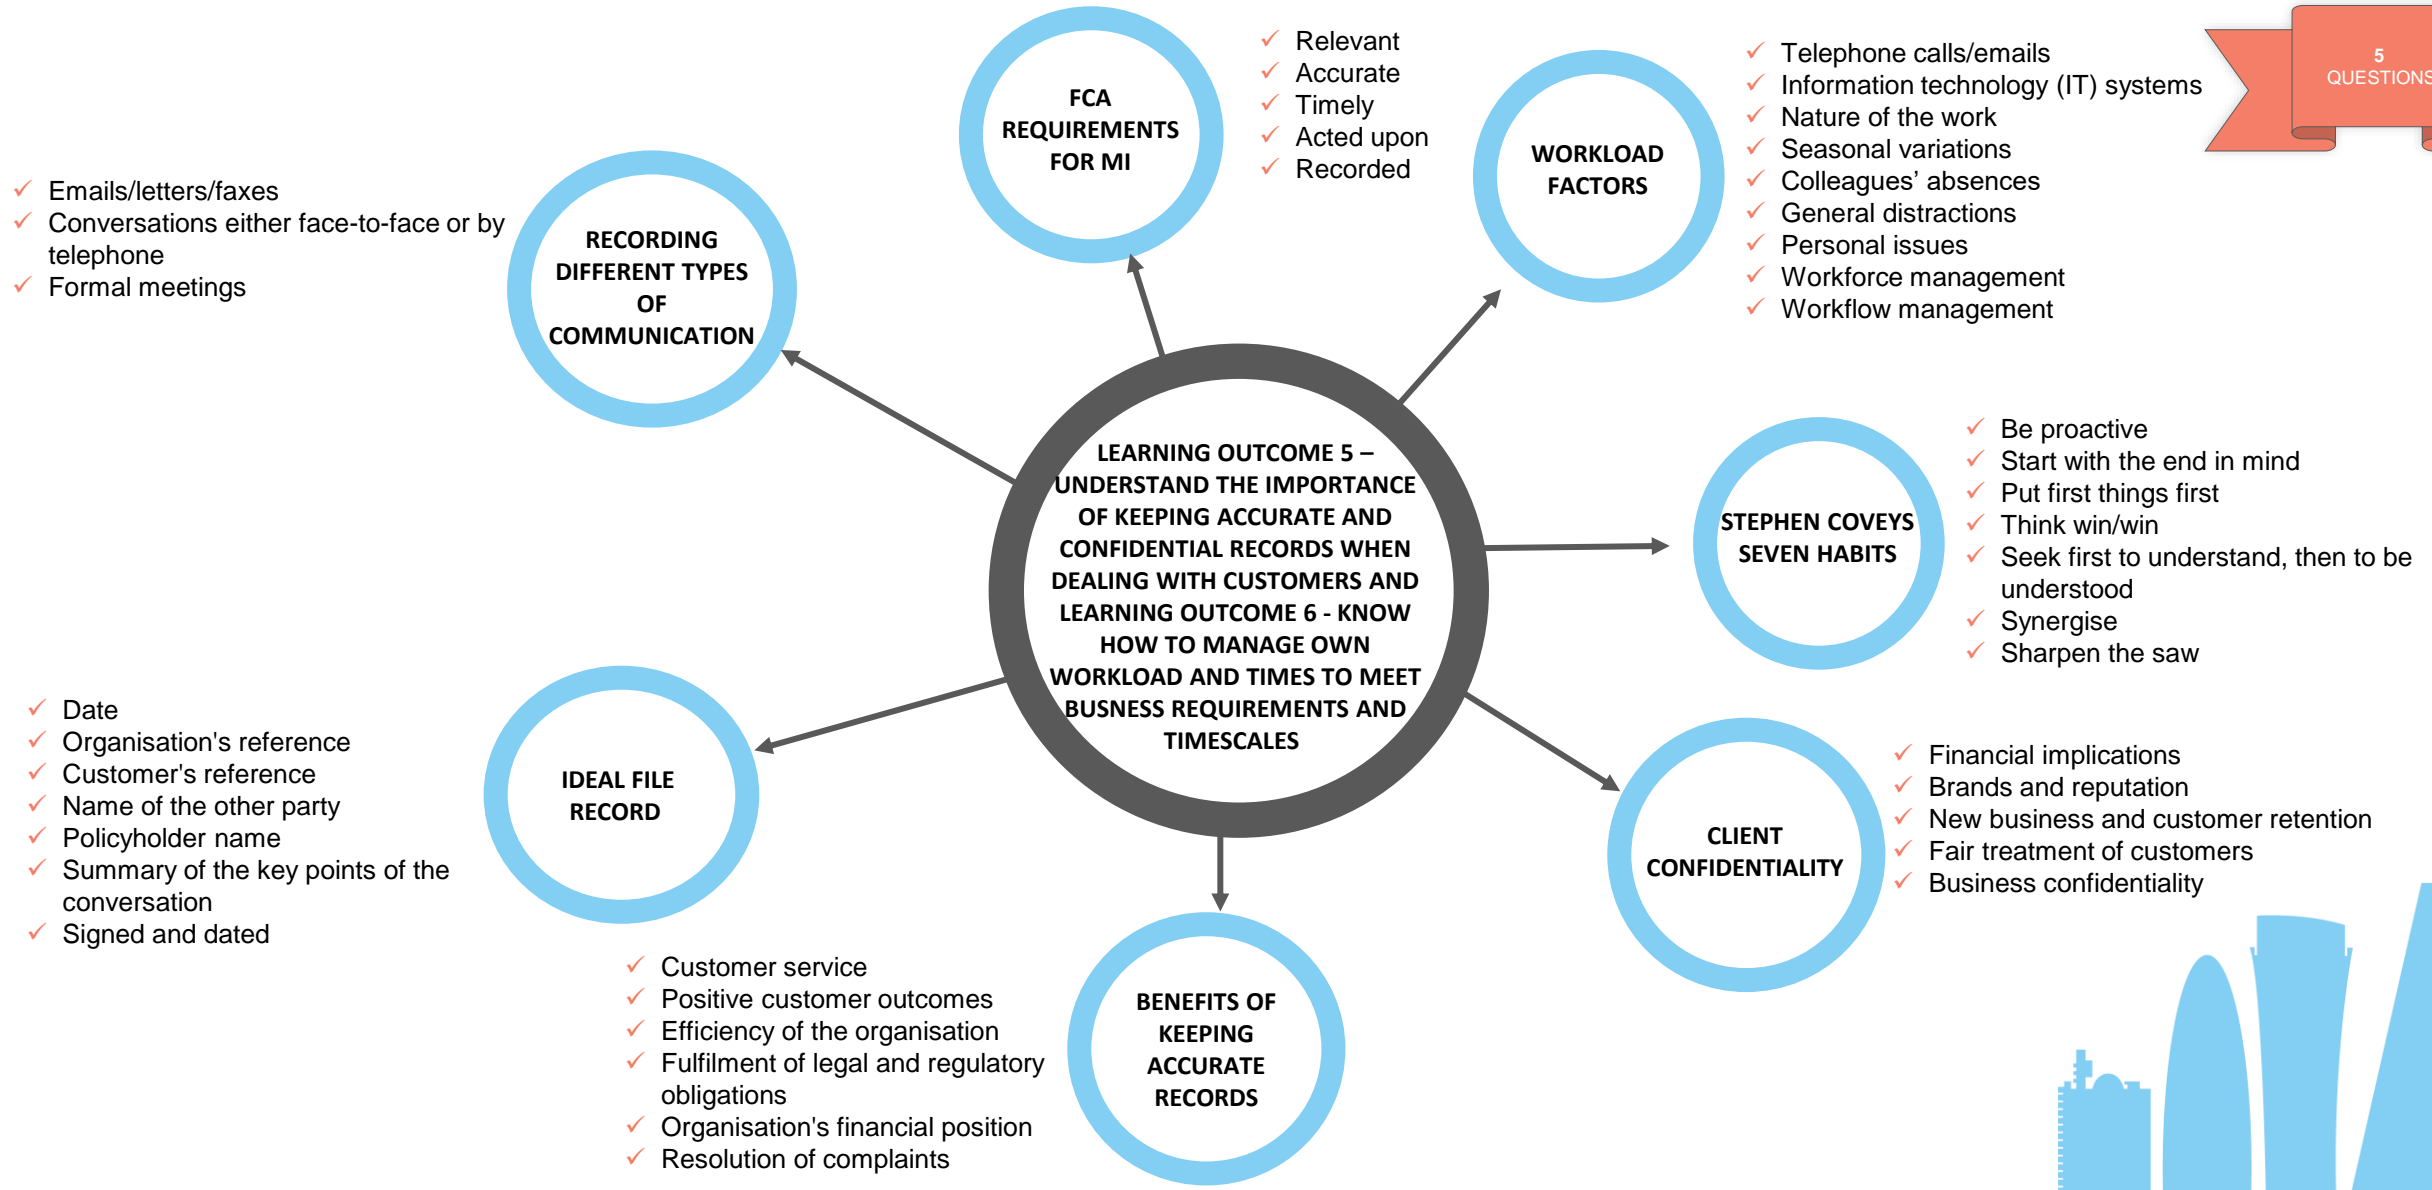 5
QUESTIONS
FCA
REQUIREMENTS
FOR MI
Relevant
Accurate
Timely
Acted upon
Recorded
WORKLOAD
FACTORS
Telephone calls/emails
Information technology (IT) systems
Nature of the work
Seasonal variations
Colleagues’ absences
General distractions
Personal issues
Workforce management
Workflow management
RECORDING
DIFFERENT TYPES
OF
COMMUNICATION
Emails/letters/faxes
Conversations either face-to-face or by
telephone
Formal meetings
LEARNING OUTCOME 5 –
UNDERSTAND THE IMPORTANCE
OF KEEPING ACCURATE AND
CONFIDENTIAL RECORDS WHEN
DEALING WITH CUSTOMERS AND
LEARNING OUTCOME 6 - KNOW
HOW TO MANAGE OWN
WORKLOAD AND TIMES TO MEET
BUSNESS REQUIREMENTS AND
TIMESCALES
STEPHEN COVEYS
SEVEN HABITS
Be proactive
Start with the end in mind
Put first things first
Think win/win
Seek first to understand, then to be
understood
Synergise
Sharpen the saw
IDEAL FILE
RECORD
Date
Organisation's reference
Customer's reference
Name of the other party
Policyholder name
Summary of the key points of the
conversation
Signed and dated
CLIENT
CONFIDENTIALITY
Financial implications
Brands and reputation
New business and customer retention
Fair treatment of customers
Business confidentiality
BENEFITS OF
KEEPING
ACCURATE
RECORDS
Customer service
Positive customer outcomes
Efficiency of the organisation
Fulfilment of legal and regulatory
obligations
Organisation's financial position
Resolution of complaints